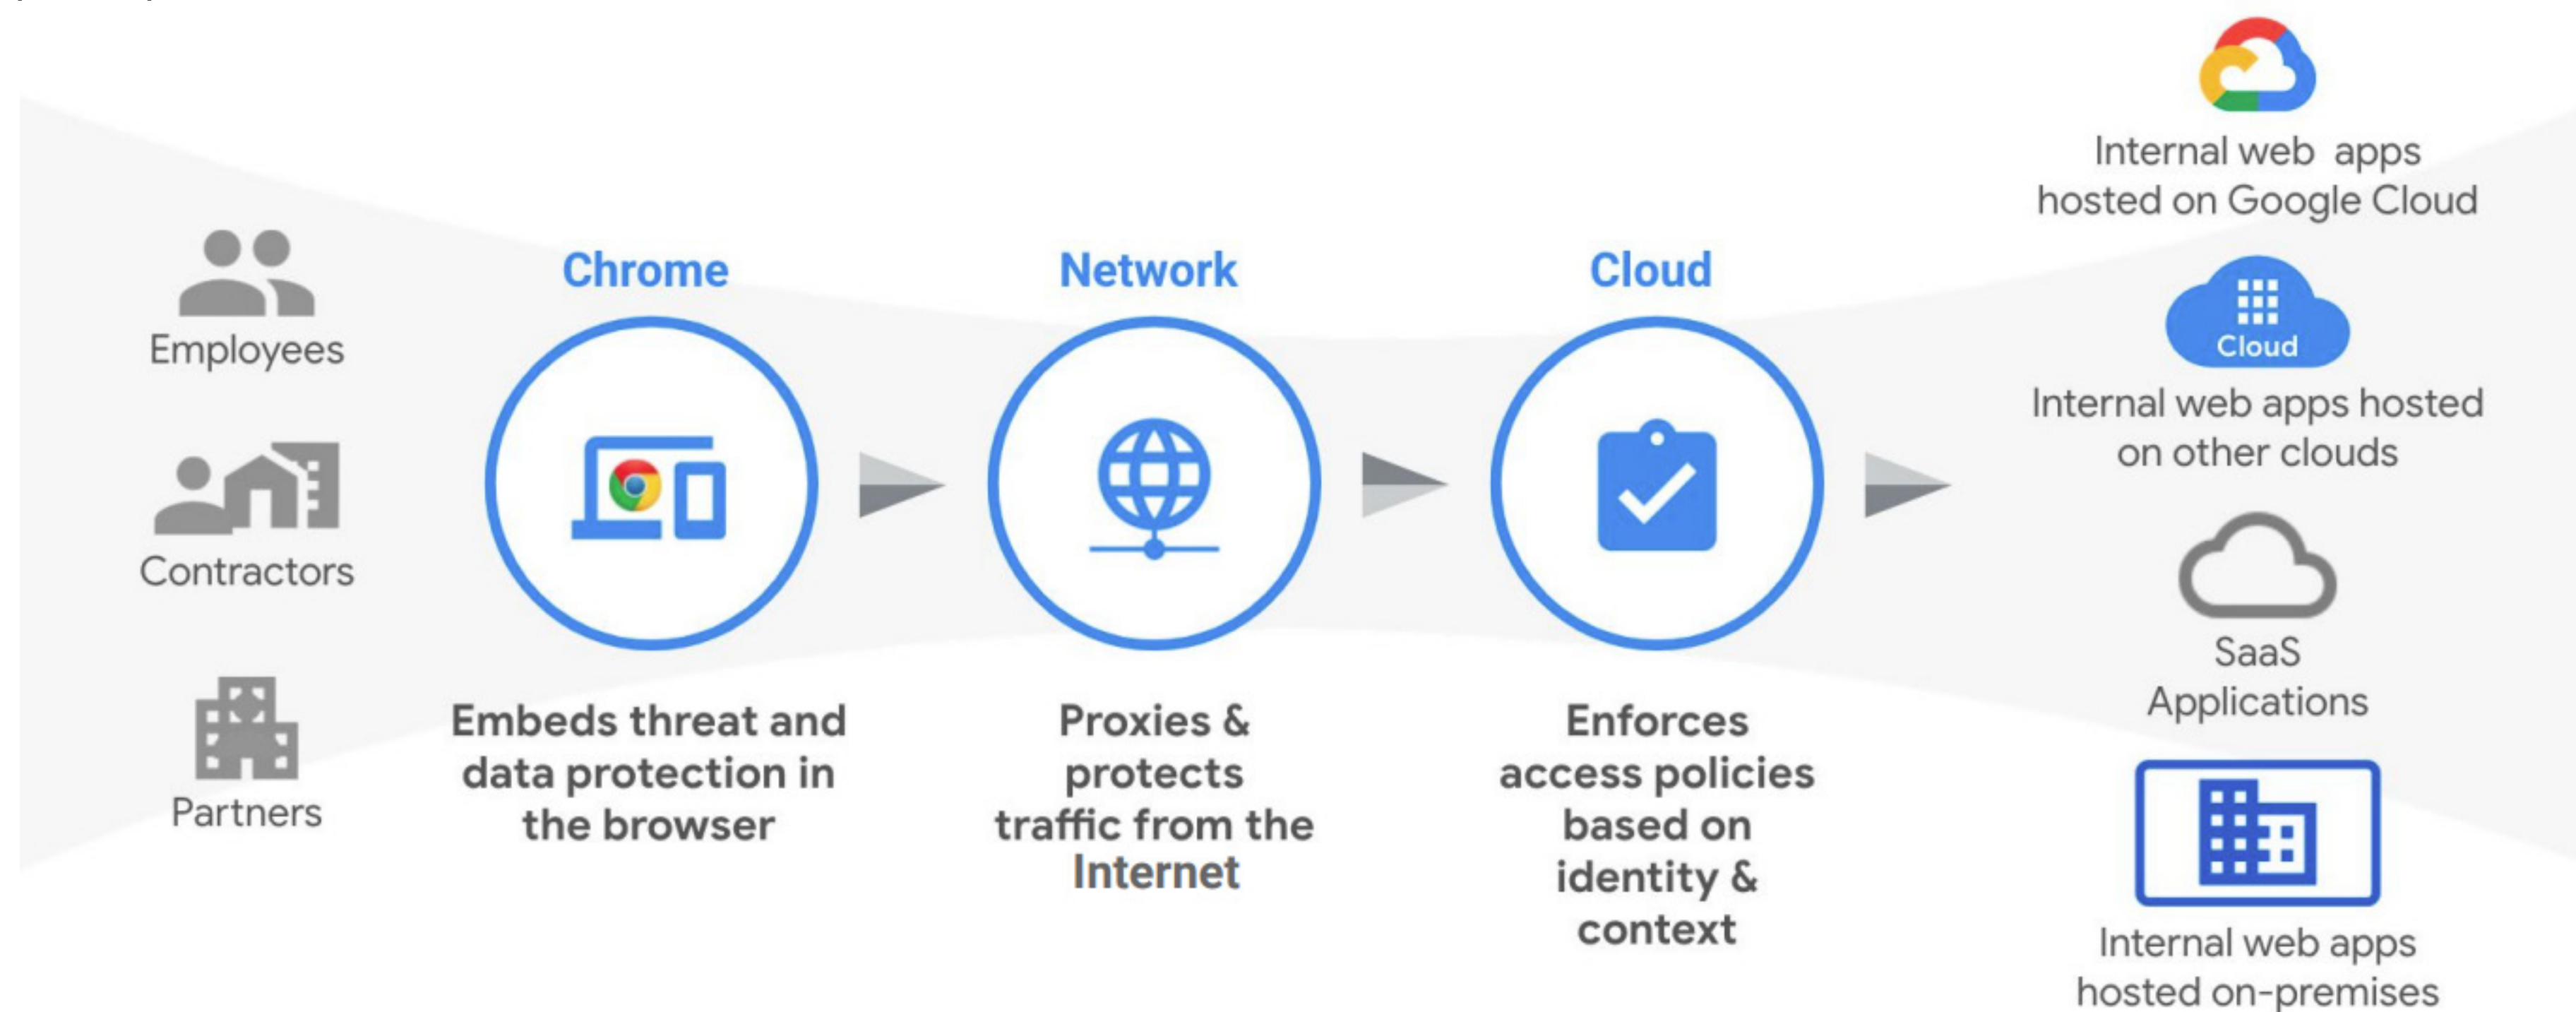 Employees
Contractors
Partners
Chrome
Embeds threat and
data protection in
the browser
Network
Proxies &
protects
traffic from the
Internet
Cloud
Enforces
access policies
based on
identity &
context
Internal web apps
hosted on Google Cloud
Cloud
Internal web apps hosted
on other clouds
SaaS
Applications
Internal web apps
hosted on-premises